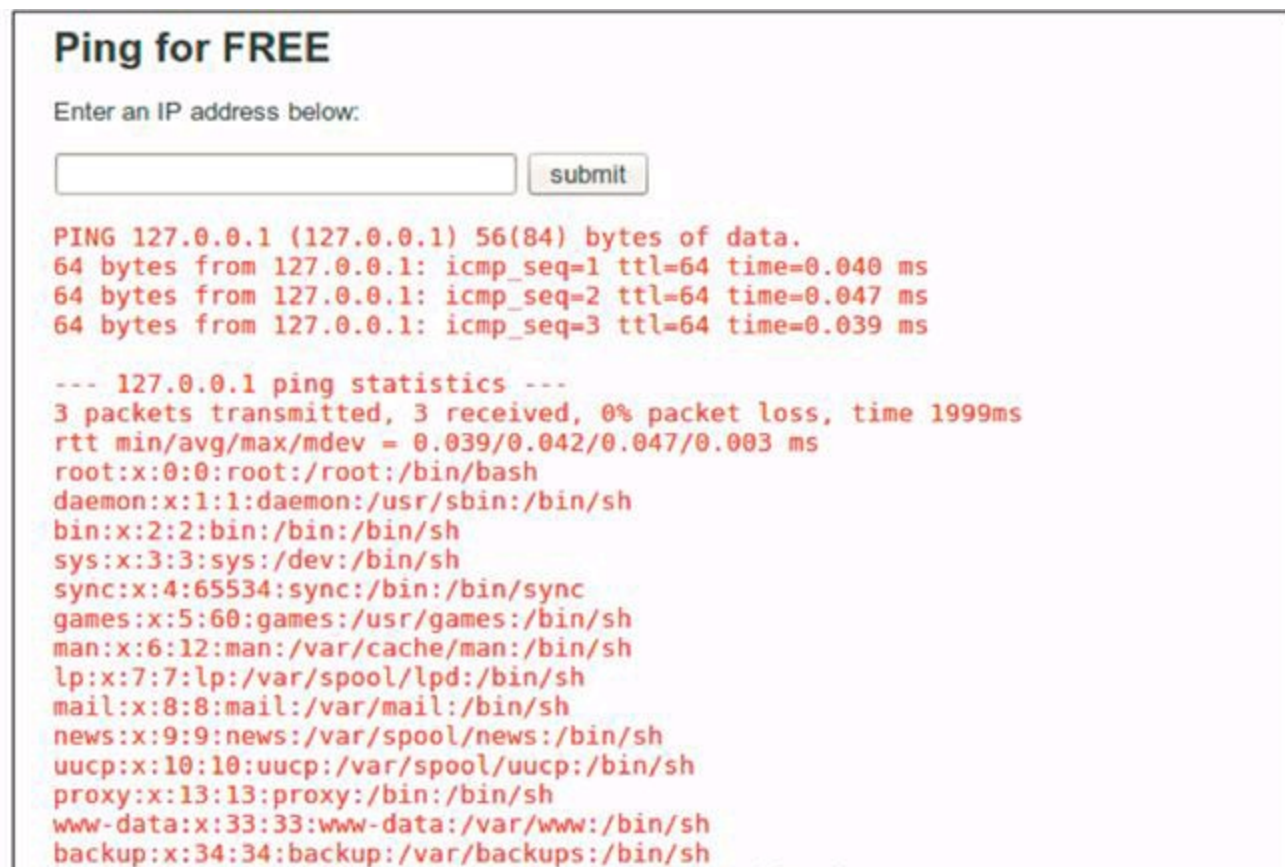 Ping for FREE
Enter an IP address below:
submit
PING 127.0.0.1 (127.0.0.1) 56(84) bytes of data.
64 bytes from 127.0.0.1: icmp_seq=1 ttl=64 time=0.040 ms
64 bytes from 127.0.0.1: icmp_seq=2 ttl=64 time=0.047 ms
64 bytes from 127.0.0.1: icmp_seq=3 ttl=64 time=0.039 ms
--- 127.0.0.1 ping statistics ---
3 packets transmitted, 3 received, 0% packet loss, time 1999ms
rtt min/avg/max/mdev = 0.039/0.042/0.047/0.003 ms
root:x:0:0:root:/root:/bin/bash
daemon:x:1:1:daemon:/usr/sbin:/bin/sh
bin:x:2:2:bin:/bin:/bin/sh
sys:x:3:3:sys:/dev:/bin/sh
sync:x:4:65534:sync:/bin:/bin/sync
games:x:5:60:games:/usr/games:/bin/sh
man:x:6:12:man:/var/cache/man:/bin/sh
lp:x:7:7:lp:/var/spool/lpd:/bin/sh
mail:x:8:8:mail:/var/mail:/bin/sh
news:x:9:9:news:/var/spool/news:/bin/sh
uucp:x:10:10:uucp:/var/spool/uucp:/bin/sh
proxy:x:13:13:proxy:/bin:/bin/sh
www-data:x:33:33:www-data:/var/www:/bin/sh
backup:x:34:34:backup:/var/backups:/bin/sh